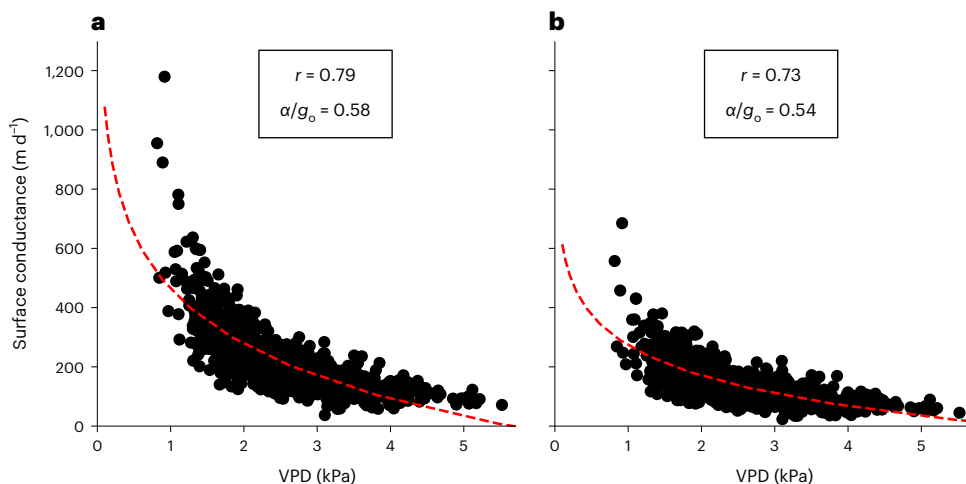 a
r = 0.79
α/gₒ = 0.58
Surface conductance (m d⁻¹)
1,200
1,000
800
600
400
200
0
0 1 2 3 4 5
VPD (kPa)
b
r = 0.73
α/gₒ = 0.54
0 1 2 3 4 5
VPD (kPa)